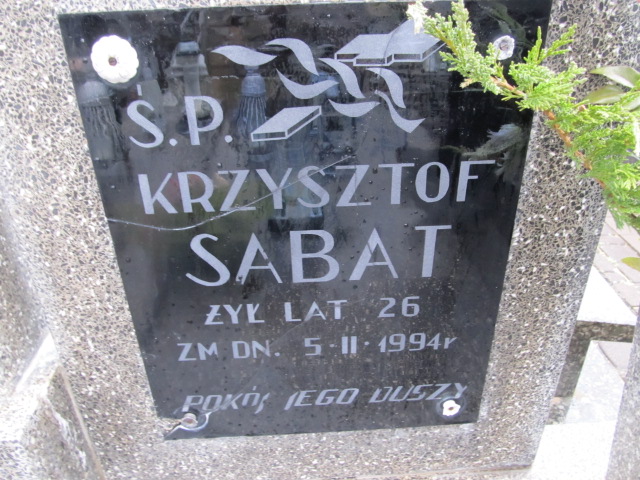 Ś.P.
KRZYSZTOF
SABAT
ŻYŁ LAT 26
ZM DN. 5-II-1994r
POKÓJ JEGO DUSZY